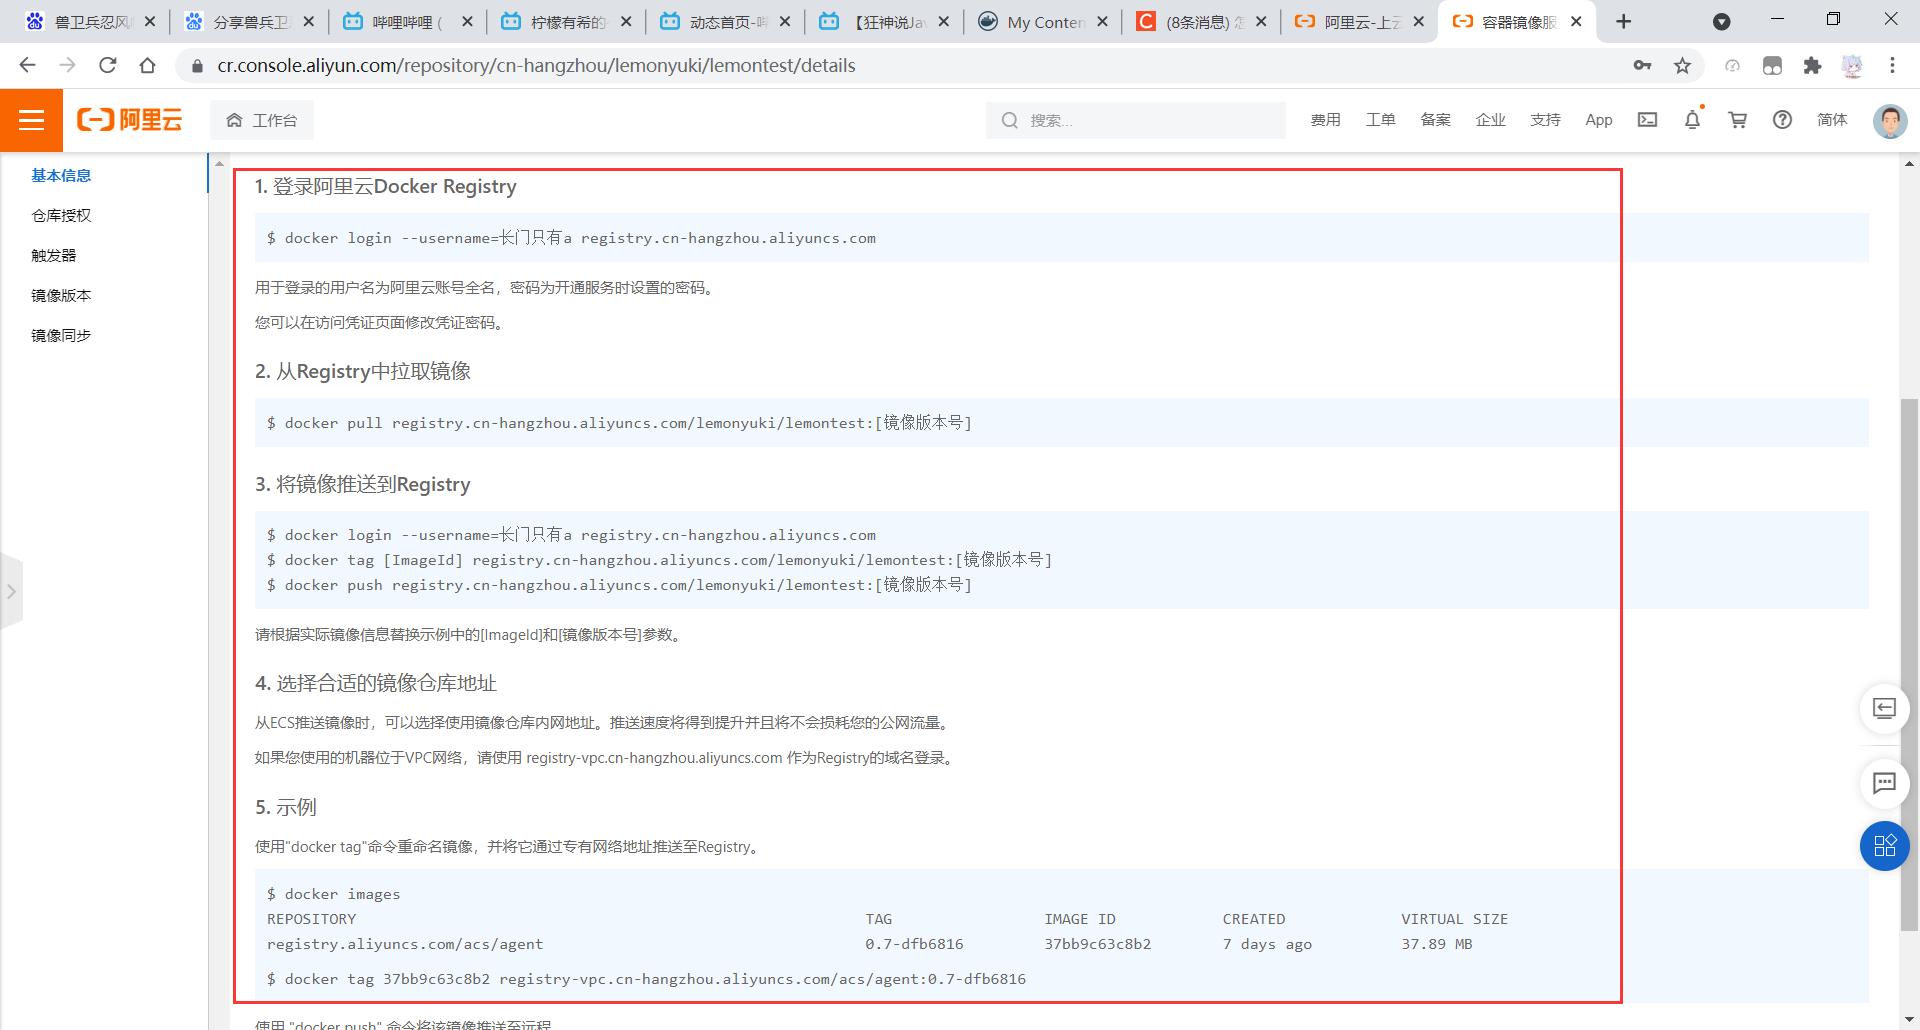 兽卫兵忍风
分享兽兵卫
哔哩哔哩 (
柠檬有希的
动态首页-哔
【狂神说Jav
My Conten
(8条消息) 怎
阿里云-上云
容器镜像服
cr.console.aliyun.com/repository/cn-hangzhou/lemonyuki/lemontest/details
阿里云
工作台
搜索...
费用
工单
备案
企业
支持
App
简体
基本信息
仓库授权
触发器
镜像版本
镜像同步
1. 登录阿里云Docker Registry
$ docker login --username=长门只有a registry.cn-hangzhou.aliyuncs.com
用于登录的用户名为阿里云账号全名，密码为开通服务时设置的密码。
您可以在访问凭证页面修改凭证密码。
2. 从Registry中拉取镜像
$ docker pull registry.cn-hangzhou.aliyuncs.com/lemonyuki/lemontest:[镜像版本号]
3. 将镜像推送到Registry
$ docker login --username=长门只有a registry.cn-hangzhou.aliyuncs.com
$ docker tag [ImageId] registry.cn-hangzhou.aliyuncs.com/lemonyuki/lemontest:[镜像版本号]
$ docker push registry.cn-hangzhou.aliyuncs.com/lemonyuki/lemontest:[镜像版本号]
请根据实际镜像信息替换示例中的[ImageId]和[镜像版本号]参数。
4. 选择合适的镜像仓库地址
从ECS推送镜像时，可以选择使用镜像仓库内网地址。推送速度将得到提升并且将不会损耗您的公网流量。
如果您使用的机器位于VPC网络，请使用 registry-vpc.cn-hangzhou.aliyuncs.com 作为Registry的域名登录。
5. 示例
使用"docker tag"命令重命名镜像，并将它通过专有网络地址推送至Registry。
$ docker images
REPOSITORY TAG IMAGE ID CREATED VIRTUAL SIZE
registry.aliyuncs.com/acs/agent 0.7-dfb6816 37bb9c63c8b2 7 days ago 37.89 MB
$ docker tag 37bb9c63c8b2 registry-vpc.cn-hangzhou.aliyuncs.com/acs/agent:0.7-dfb6816
使用 "docker push" 命令将该镜像推送至远程